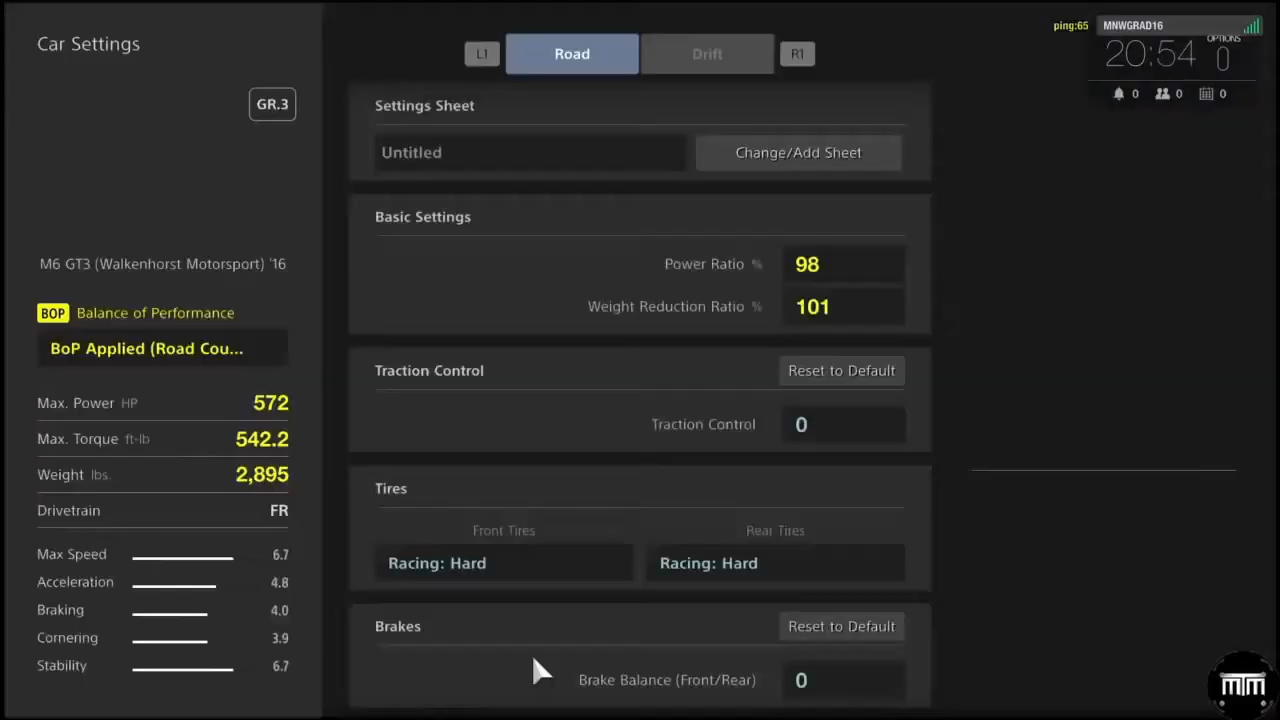 Car Settings
L1
Road
Drift
R1
ping:65
MNWGRAD16
20:54
OPTIONS
0
0
0
0
GR.3
Settings Sheet
Untitled
Change/Add Sheet
Basic Settings
Power Ratio %
98
Weight Reduction Ratio %
101
M6 GT3 (Walkenhorst Motorsport) '16
BOP Balance of Performance
BoP Applied (Road Cou...
Max. Power HP 572
Max. Torque ft-lb 542.2
Weight lbs. 2,895
Drivetrain FR
Max Speed 6.7
Acceleration 4.8
Braking 4.0
Cornering 3.9
Stability 6.7
Traction Control
Reset to Default
Traction Control
0
Tires
Front Tires
Rear Tires
Racing: Hard
Racing: Hard
Brakes
Reset to Default
Brake Balance (Front/Rear)
0
MTM